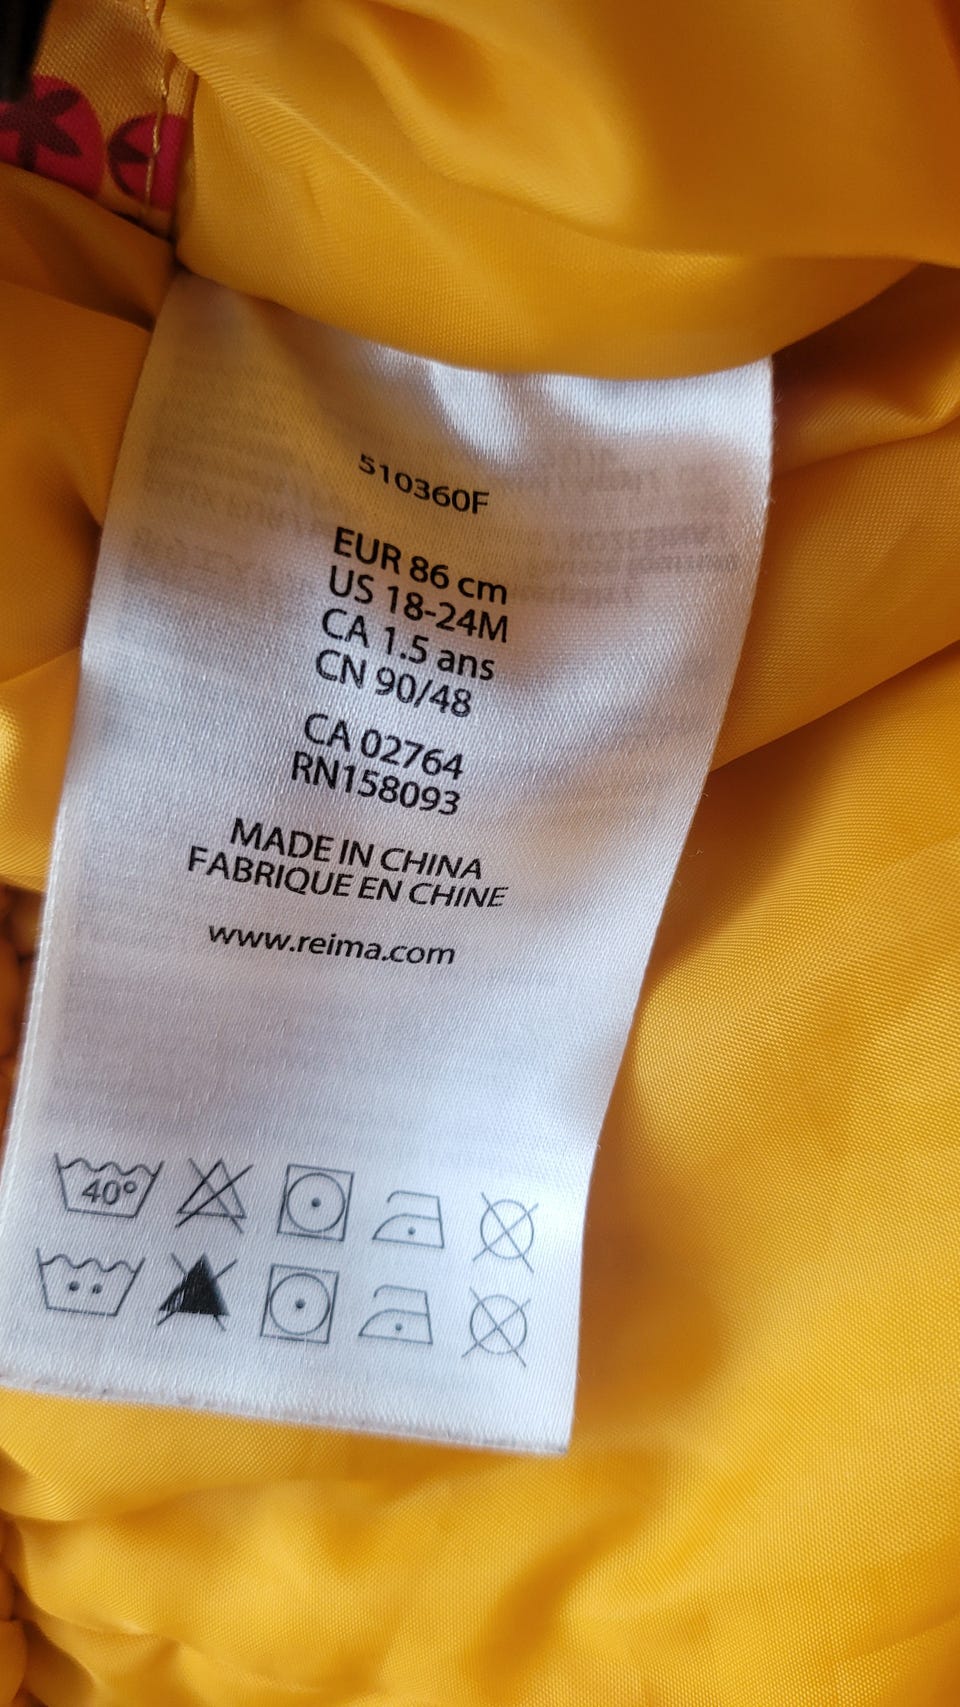 510360F
EUR 86 cm
US 18-24M
CA 1.5 ans
CN 90/48
CA 02764
RN158093
MADE IN CHINA
FABRIQUE EN CHINE
www.reima.com
40°